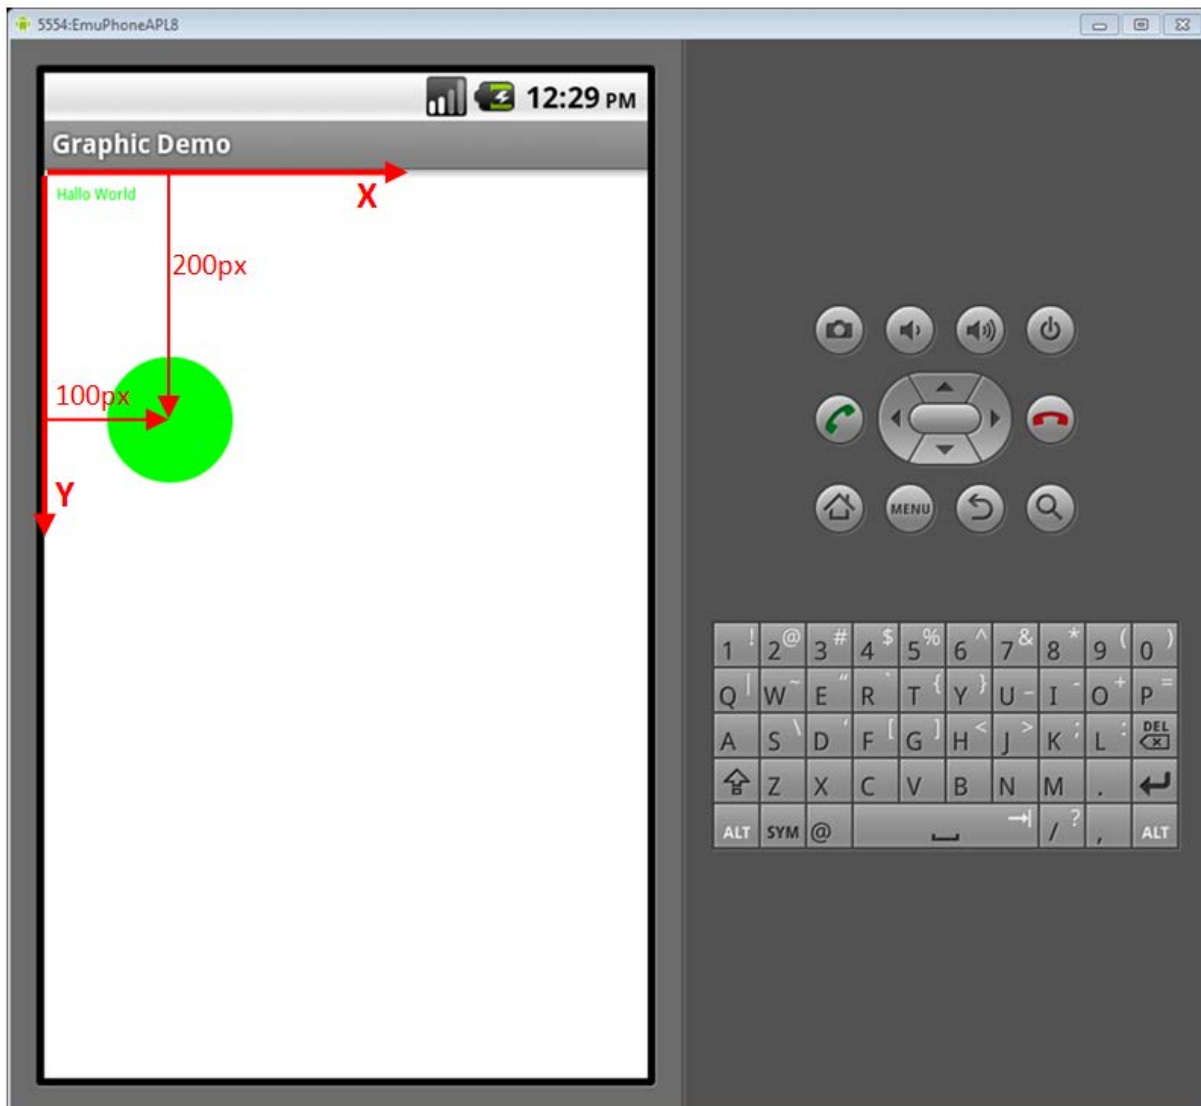 5554:EmuPhoneAPL8
12:29 PM
Graphic Demo
X
Hallo World
200px
100px
Y
MENU
1 ! 2 @ 3 # 4 $ 5 % 6 ^ 7 & 8 * 9 ( 0 )
Q | W ~ E " R ` T { Y } U _ I - O + P =
A S \ D ' F [ G ] H < J > K ; L : DEL
Z X C V B N M .
ALT SYM @ / ? , ALT